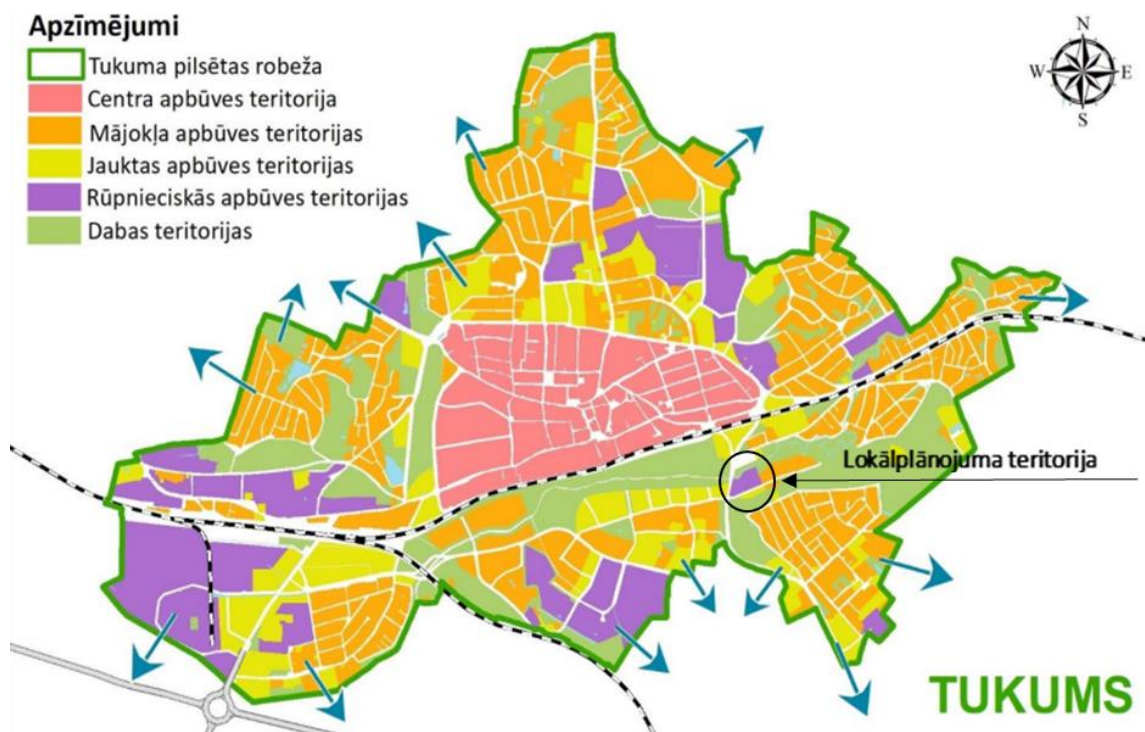 Apzīmējumi
Tukuma pilsētas robeža
Centra apbūves teritorija
Mājokļa apbūves teritorijas
Jauktas apbūves teritorijas
Rūpnieciskās apbūves teritorijas
Dabas teritorijas
N
W E
S
Lokālplānojuma teritorija
TUKUMS